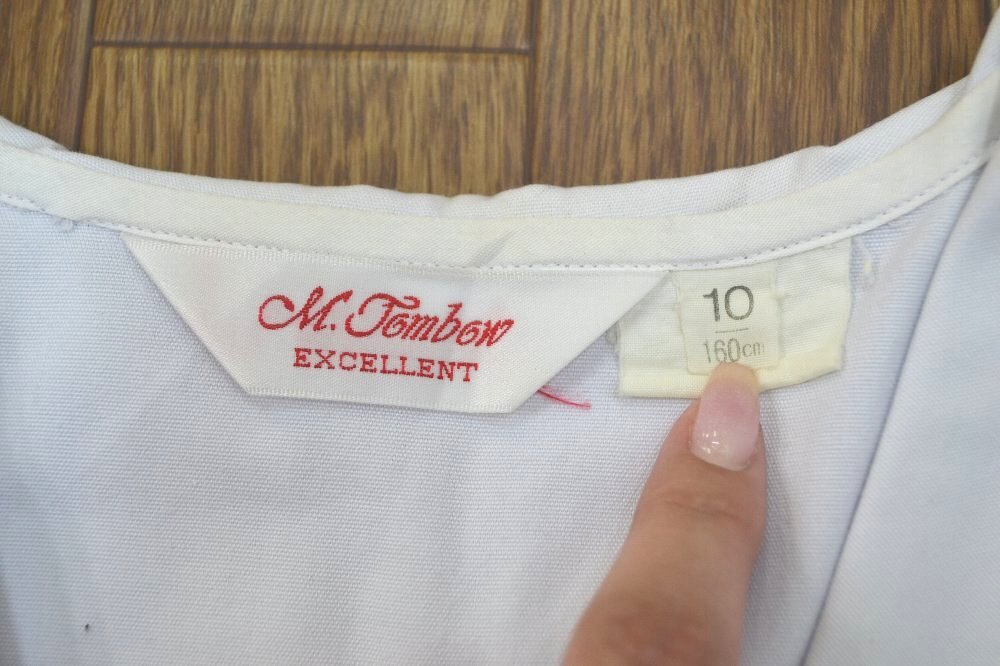 M. Tombow
EXCELLENT
10
160cm